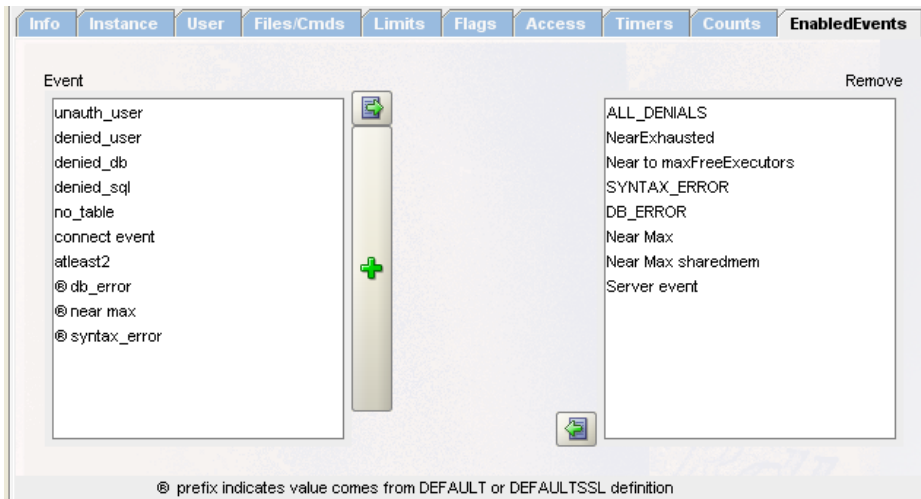 Info Instance User Files/Cmds Limits Flags Access Timers Counts EnabledEvents
Event
unauth_user
denied_user
denied_db
denied_sql
no_table
connect event
atleast2
® db_error
® near max
® syntax_error
Remove
ALL_DENIALS
NearExhausted
Near to maxFreeExecutors
SYNTAX_ERROR
DB_ERROR
Near Max
Near Max sharedmem
Server event
® prefix indicates value comes from DEFAULT or DEFAULTSSL definition